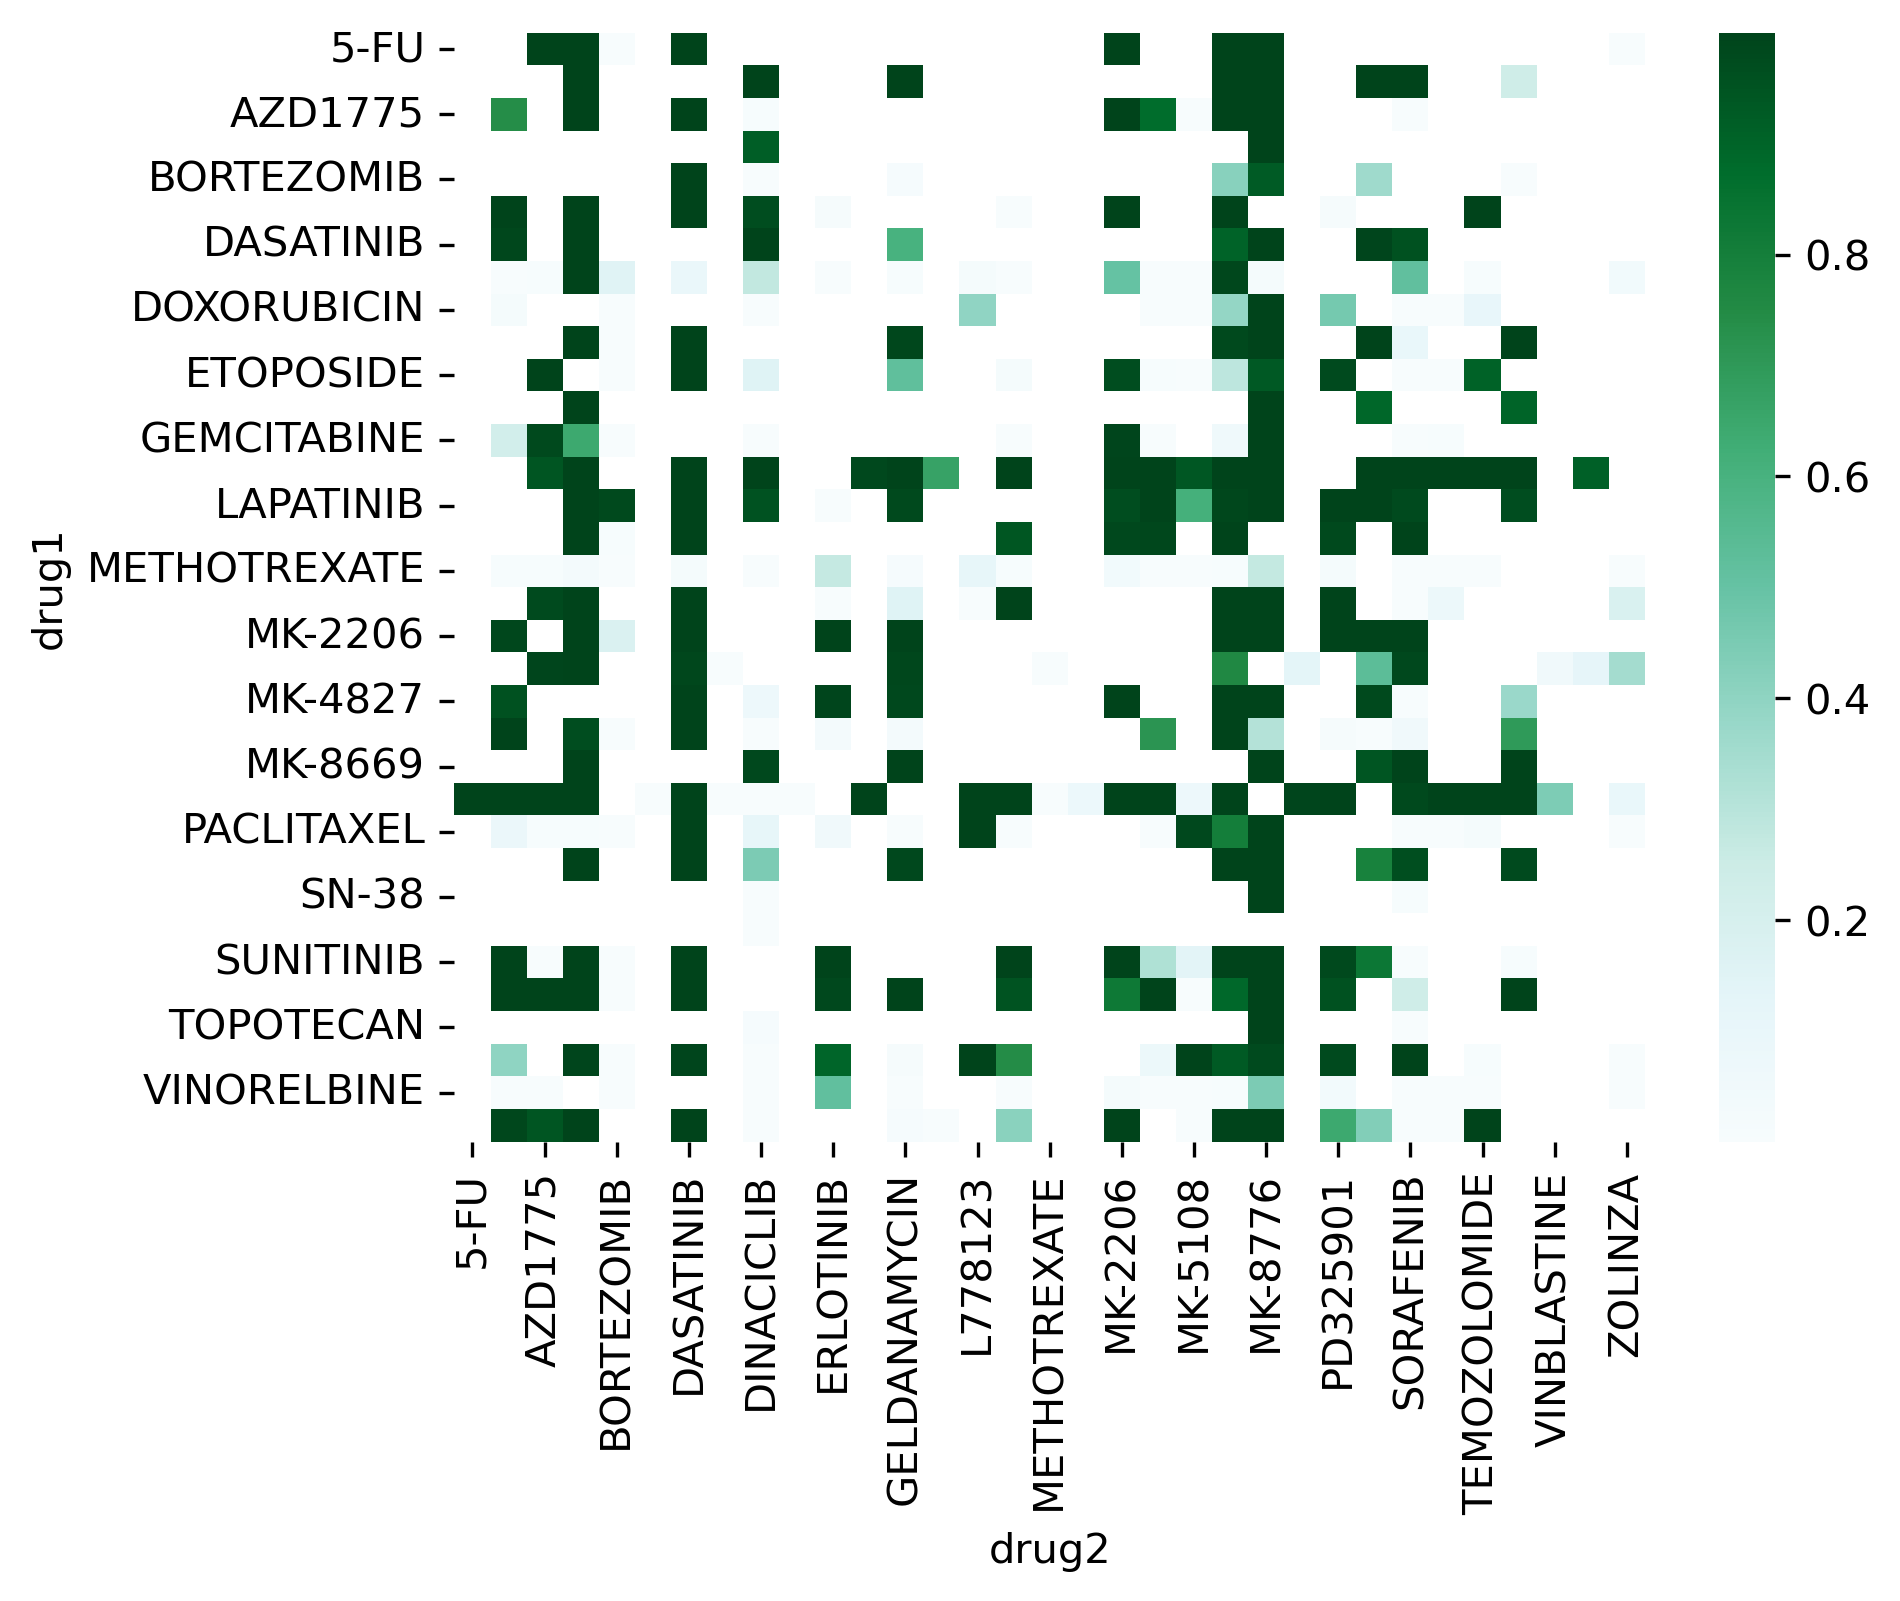 5-FU
AZD1775
BORTEZOMIB
DASATINIB
DOXORUBICIN
ETOPOSIDE
GEMCITABINE
LAPATINIB
METHOTREXATE
MK-2206
MK-4827
MK-8669
PACLITAXEL
SN-38
SUNITINIB
TOPOTECAN
VINORELBINE
drug1
5-FU
AZD1775
BORTEZOMIB
DASATINIB
DINACICLIB
ERLOTINIB
GELDANAMYCIN
L778123
METHOTREXATE
MK-2206
MK-5108
MK-8776
PD325901
SORAFENIB
TEMOZOLOMIDE
VINBLASTINE
ZOLINZA
drug2
0.8
0.6
0.4
0.2